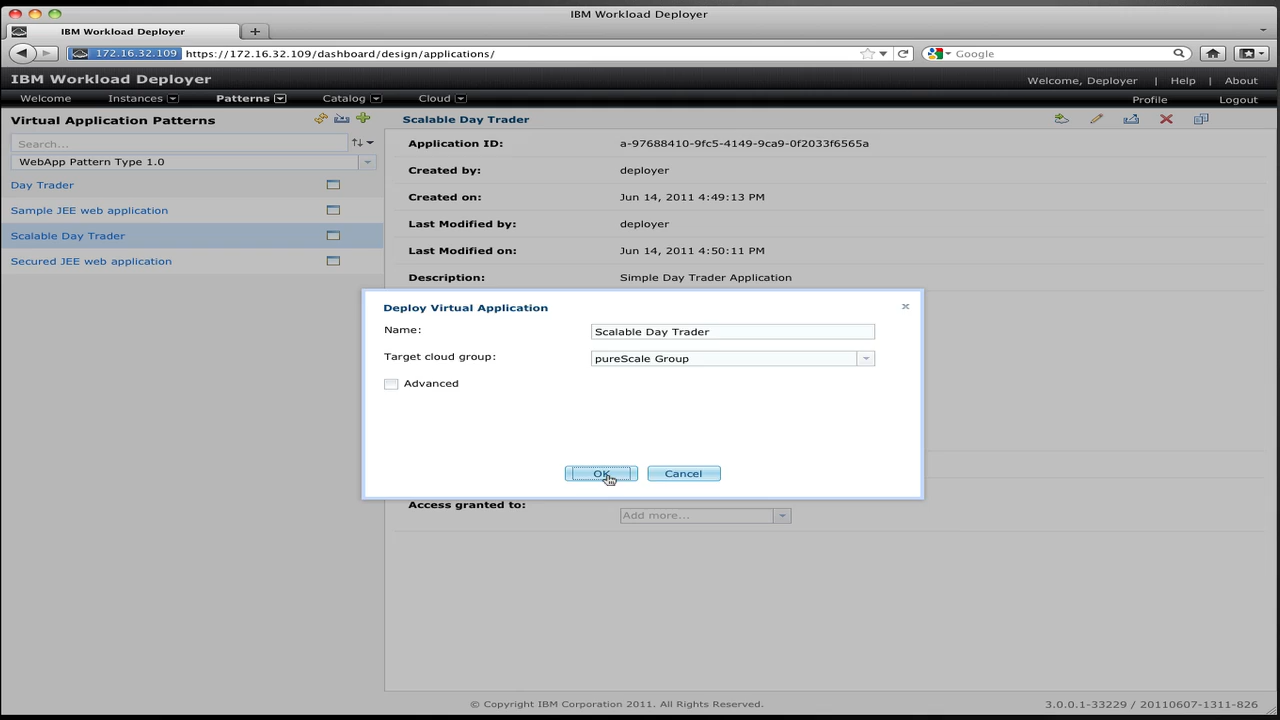 IBM Workload Deployer
IBM Workload Deployer
172.16.32.109 https://172.16.32.109/dashboard/design/applications/ Google
IBM Workload Deployer
Welcome, Deployer | Help | About
Welcome Instances Patterns Catalog Cloud Profile Logout
Virtual Application Patterns
Search...
WebApp Pattern Type 1.0
Day Trader
Sample JEE web application
Scalable Day Trader
Secured JEE web application
Scalable Day Trader
Application ID: a-97688410-9fc5-4149-9ca9-0f2033f6565a
Created by: deployer
Created on: Jun 14, 2011 4:49:13 PM
Last Modified by: deployer
Last Modified on: Jun 14, 2011 4:50:11 PM
Description: Simple Day Trader Application
Deploy Virtual Application
Name: Scalable Day Trader
Target cloud group: pureScale Group
Advanced
OK Cancel
Access granted to: Add more...
© Copyright IBM Corporation 2011. All Rights Reserved.
3.0.0.1-33229 / 20110607-1311-826